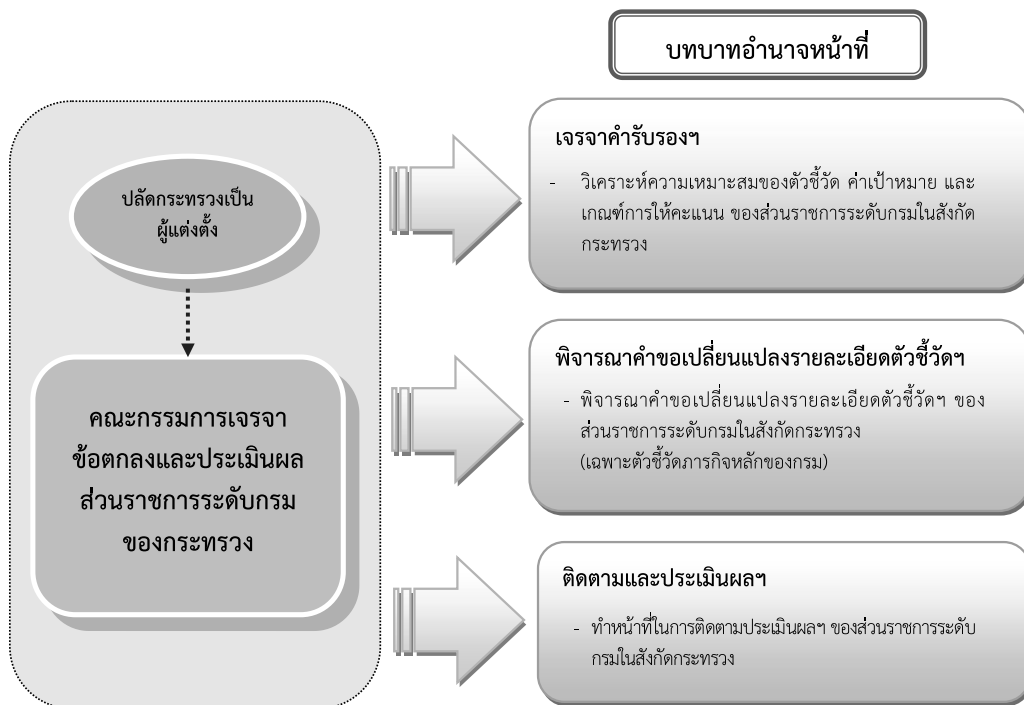 บทบาทอำนาจหน้าที่
ปลัดกระทรวงเป็น
ผู้แต่งตั้ง
คณะกรรมการเจรจา
ข้อตกลงและประเมินผล
ส่วนราชการระดับกรม
ของกระทรวง
เจรจาคำรับรองฯ
- วิเคราะห์ความเหมาะสมของตัวชี้วัด ค่าเป้าหมาย และ
เกณฑ์การให้คะแนน ของส่วนราชการระดับกรมในสังกัด
กระทรวง
พิจารณาคำขอเปลี่ยนแปลงรายละเอียดตัวชี้วัดฯ
- พิจารณาคำขอเปลี่ยนแปลงรายละเอียดตัวชี้วัดฯ ของ
ส่วนราชการระดับกรมในสังกัดกระทรวง
(เฉพาะตัวชี้วัดภารกิจหลักของกรม)
ติดตามและประเมินผลฯ
- ทำหน้าที่ในการติดตามประเมินผลฯ ของส่วนราชการระดับ
กรมในสังกัดกระทรวง